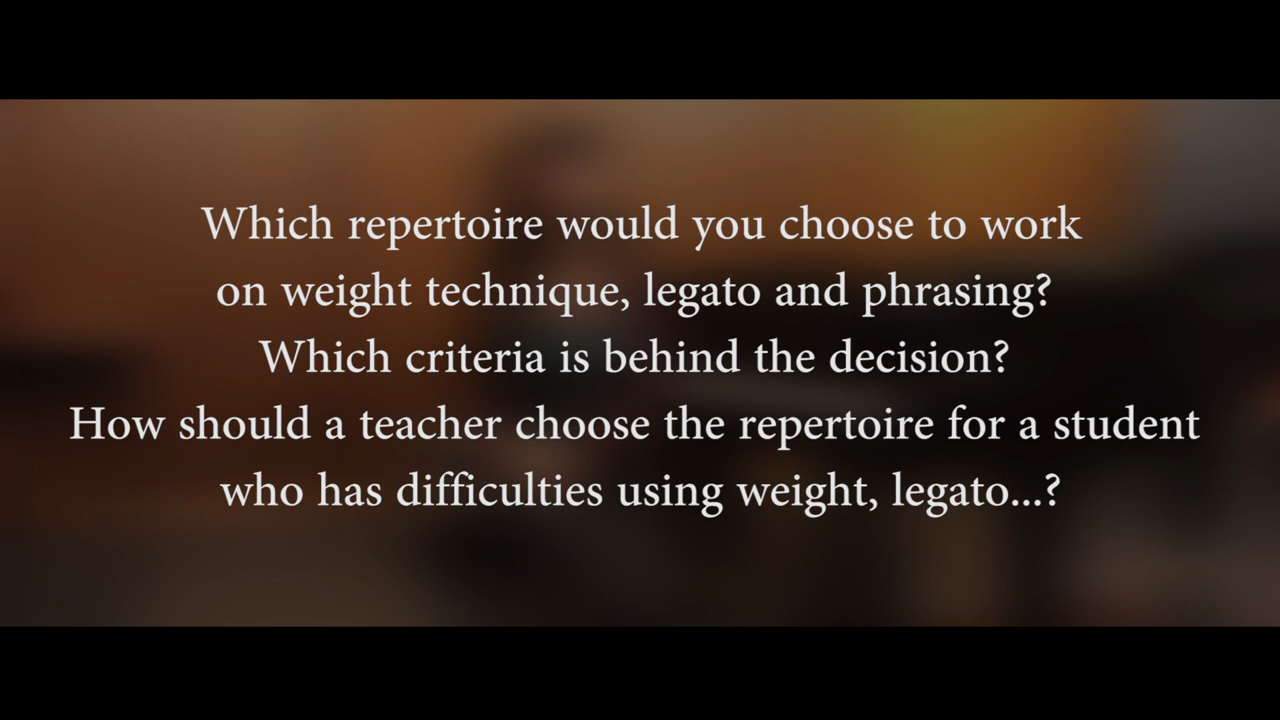 Which repertoire would you choose to work
on weight technique, legato and phrasing?
Which criteria is behind the decision?
How should a teacher choose the repertoire for a student
who has difficulties using weight, legato...?